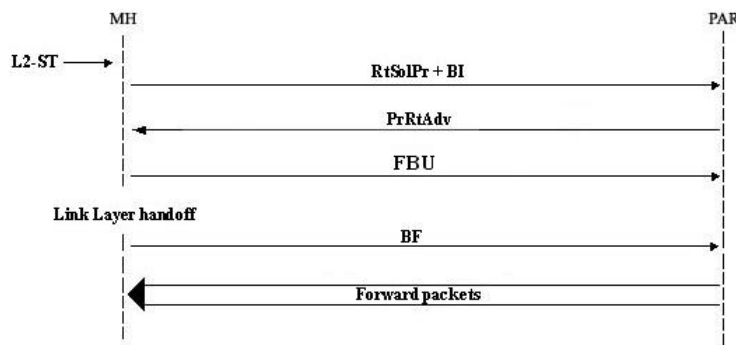 MH PAR
L2-ST
RtSolPr + BI
PrRtAdv
FBU
Link Layer handoff
BF
Forward packets